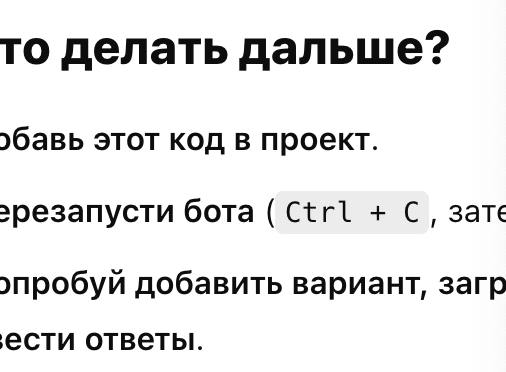 то делать дальше?
обавь этот код в проект.
ерезапусти бота (Ctrl + C, зате
опробуй добавить вариант, загр
вести ответы.